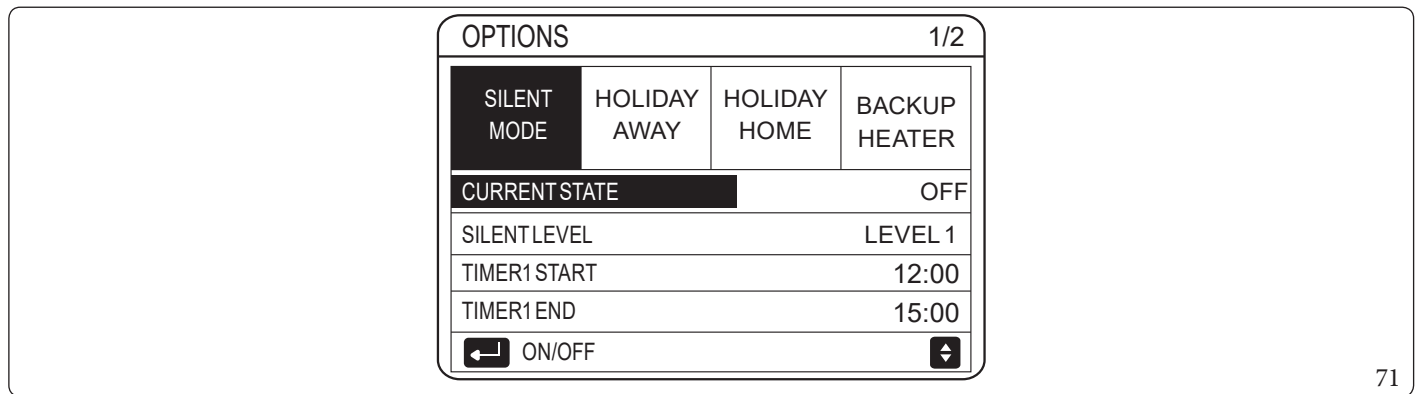 OPTIONS 1/2
SILENT MODE HOLIDAY AWAY HOLIDAY HOME BACKUP HEATER
CURRENT STATE OFF
SILENT LEVEL LEVEL 1
TIMER1 START 12:00
TIMER1 END 15:00
ON/OFF
71